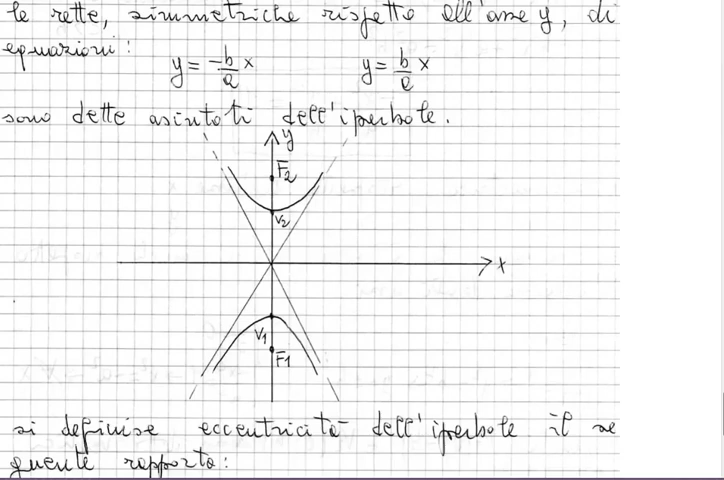 le rette, simmetriche rispetto all'asse y, di
equazioni:
y = -b/a x    y = b/a x
sono dette asintoti dell'iperbole.
y
F2
V2
x
V1
F1
si definise eccentricità dell'iperbole il se
guente rapporto: